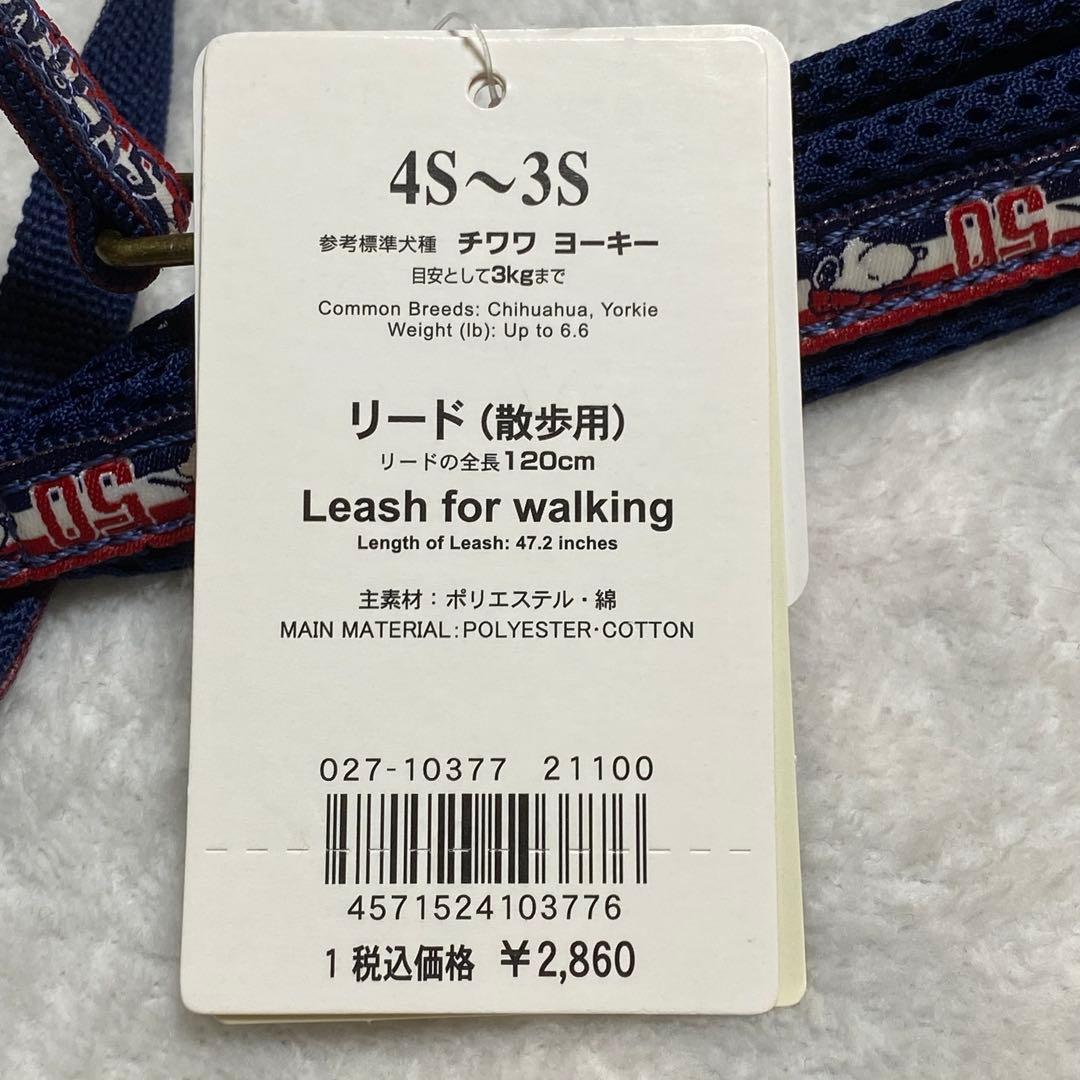 4S～3S
参考標準犬種 チワワ ヨーキー
目安として3kgまで
Common Breeds: Chihuahua, Yorkie
Weight (lb): Up to 6.6
リード（散歩用）
リードの全長120cm
Leash for walking
Length of Leash: 47.2 inches
主素材：ポリエステル・綿
MAIN MATERIAL:POLYESTER·COTTON
027-10377 21100
4571524103776
1 税込価格 ¥2,860
50
50